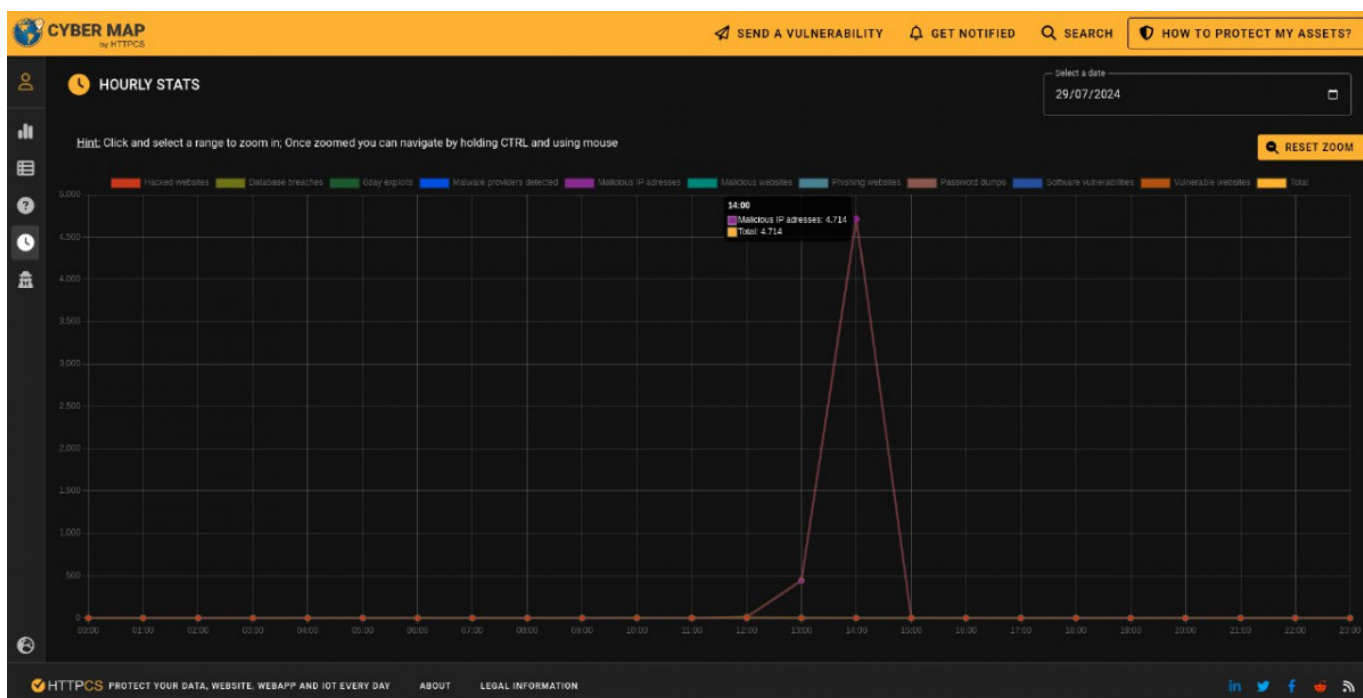 CYBER MAP
by HTTPCS
SEND A VULNERABILITY
GET NOTIFIED
SEARCH
HOW TO PROTECT MY ASSETS?
HOURLY STATS
Select a date
29/07/2024
Hint: Click and select a range to zoom in; Once zoomed you can navigate by holding CTRL and using mouse
RESET ZOOM
Hacked websites Database breaches 0day exploits Malware providers detected Malicious IP adresses Malicious websites Phishing websites Password dumps Software vulnerabilities Vulnerable websites Total
14:00
Malicious IP adresses: 4.714
Total: 4.714
5.000
4.500
4.000
3.500
3.000
2.500
2.000
1.500
1.000
500
0
00:00 01:00 02:00 03:00 04:00 05:00 06:00 07:00 08:00 09:00 10:00 11:00 12:00 13:00 14:00 15:00 16:00 17:00 18:00 19:00 20:00 21:00 22:00 23:00
HTTPCS PROTECT YOUR DATA, WEBSITE, WEBAPP AND IOT EVERY DAY ABOUT LEGAL INFORMATION